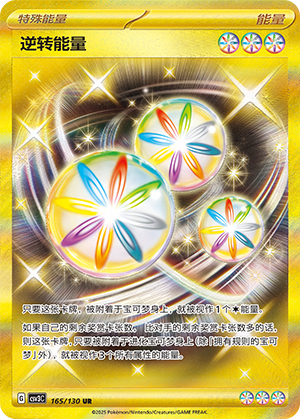 特殊能量 能量
逆转能量
只要这张卡牌,被附着于宝可梦身上,就被视作1个无能量。
如果自己的剩余奖赏卡张数,比对手的剩余奖赏卡张数多的话,
则只要这张卡牌,被附着于进化宝可梦身上(除「拥有规则的宝可
梦」外),就被视作3个所有属性的能量。
G CSV3C 165/130 UR
©2025 Pokémon/Nintendo/Creatures/GAME FREAK.